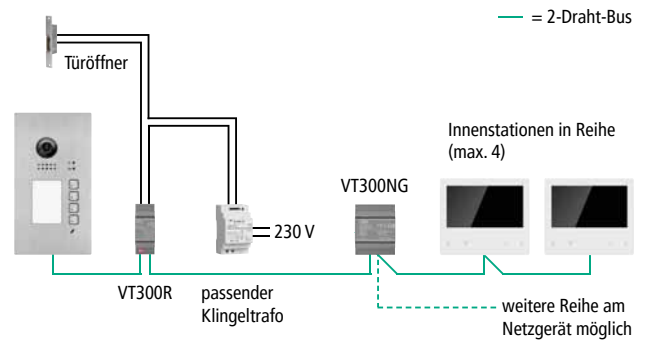 = 2-Draht-Bus
Türöffner
Innenstationen in Reihe
(max. 4)
VT300NG
230 V
VT300R
passender
Klingeltrafo
weitere Reihe am
Netzgerät möglich